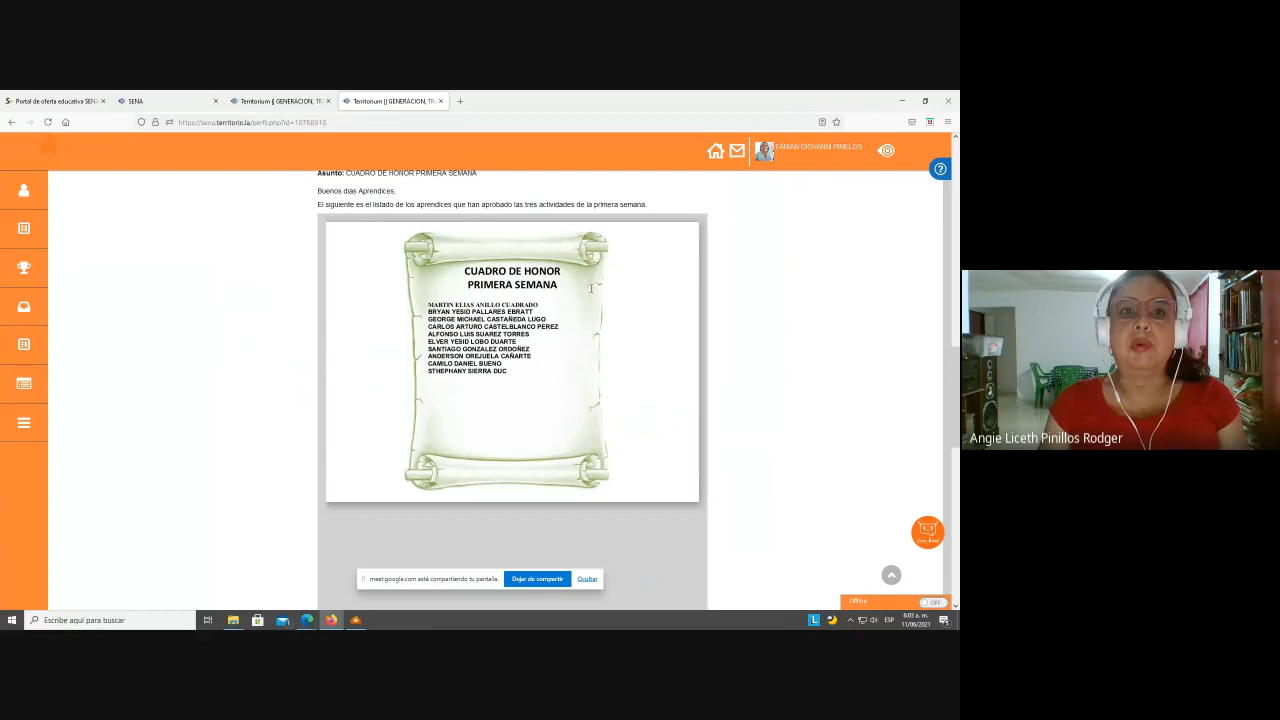 Portal de oferta educativa SENA
SENA
Territorium || GENERACION, TR
Territorium || GENERACION, TR
https://sena.territorio.la/perfil.php?id=10768510
FABIAN GIOVANNI PINILLOS
Asunto: CUADRO DE HONOR PRIMERA SEMANA
Buenos dias Aprendices,
El siguiente es el listado de los aprendices que han aprobado las tres actividades de la primera semana.
CUADRO DE HONOR
PRIMERA SEMANA
MARTIN ELIAS ANILLO CUADRADO
BRYAN YESID PALLARES EBRATT
GEORGE MICHAEL CASTAÑEDA LUGO
CARLOS ARTURO CASTELBLANCO PEREZ
ALFONSO LUIS SUAREZ TORRES
ELVER YESID LOBO DUARTE
SANTIAGO GONZALEZ ORDOÑEZ
ANDERSON OREJUELA CAÑARTE
CAMILO DANIEL BUENO
STHEPHANY SIERRA DUC
Angie Liceth Pinillos Rodger
meet.google.com está compartiendo tu pantalla.
Dejar de compartir
Ocultar
Offline
OFF
Escribe aquí para buscar
ESP
6:03 a. m.
11/06/2021